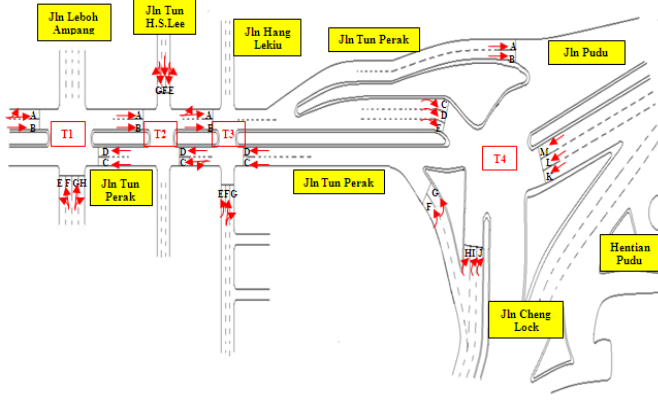 Jln Leboh
Ampang
Jln Tun
H.S.Lee
Jln Hang
Lekiu
Jln Tun Perak
Jln Pudu
A
B
A
B
A
B
A
B
G F E
C
D
E
T1
T2
T3
T4
M
L
K
D
C
D
C
D
C
E F G H
E F G
Jln Tun
Perak
Jln Tun Perak
G
F
H I J
Hentian
Pudu
Jln Cheng
Lock